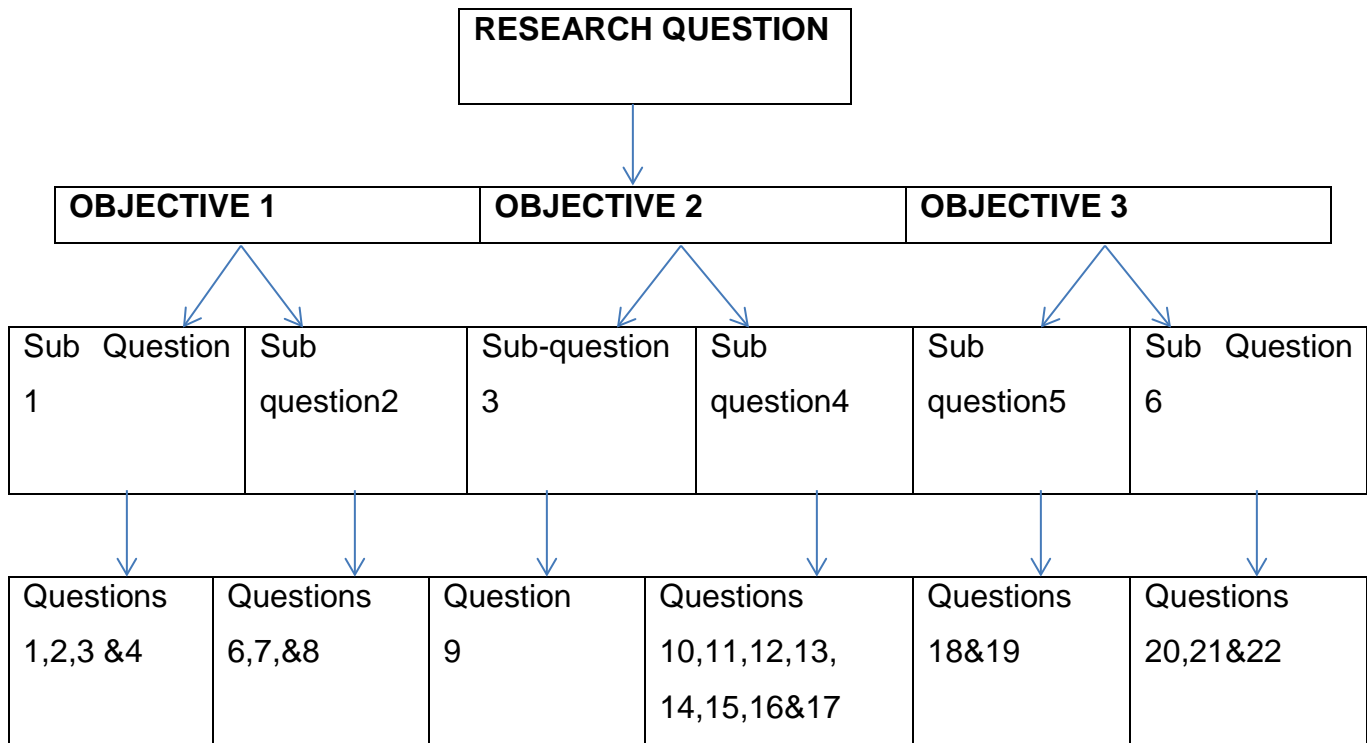 RESEARCH QUESTION
OBJECTIVE 1
OBJECTIVE 2
OBJECTIVE 3
Sub Question
1
Sub
question2
Sub-question
3
Sub
question4
Sub
question5
Sub Question
6
Questions
1,2,3 &4
Questions
6,7,&8
Question
9
Questions
10,11,12,13,
14,15,16&17
Questions
18&19
Questions
20,21&22